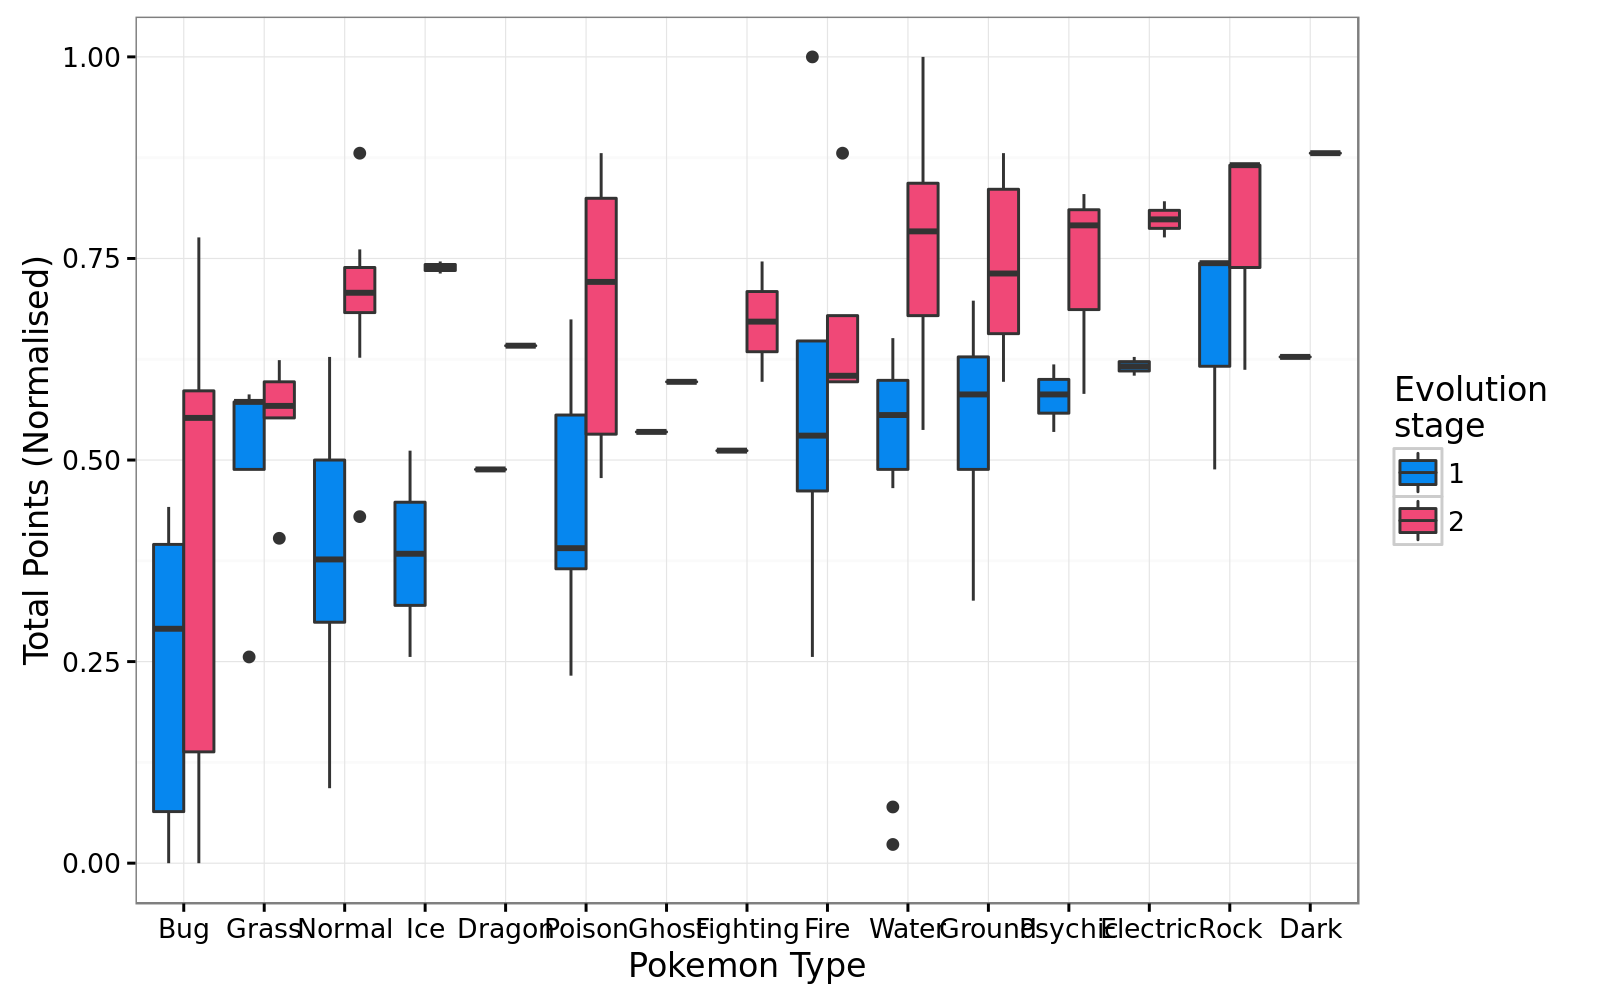 1.00
0.75
0.50
0.25
0.00
Total Points (Normalised)
Bug Grass Normal Ice Dragon Poison Ghost Fighting Fire Water Ground Psychic Electric Rock Dark
Pokemon Type
Evolution
stage
1
2